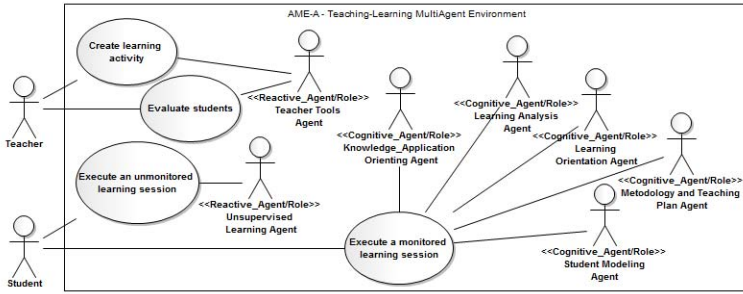 AME-A - Teaching-Learning MultiAgent Environment
Create learning
activity
Evaluate students
Teacher
<<Reactive_Agent/Role>>
Teacher Tools
Agent
<<Cognitive_Agent/Role>>
Knowledge_Application
Orienting Agent
<<Cognitive_Agent/Role>>
Learning Analysis
Agent
<<Cognitive_Agent/Role>>
Learning
Orientation Agent
<<Cognitive_Agent/Role>>
Metodology and Teaching
Plan Agent
Execute an unmonitored
learning session
<<Reactive_Agent/Role>>
Unsupervised
Learning Agent
Student
Execute a monitored
learning session
<<Cognitive_Agent/Role>>
Student Modeling
Agent